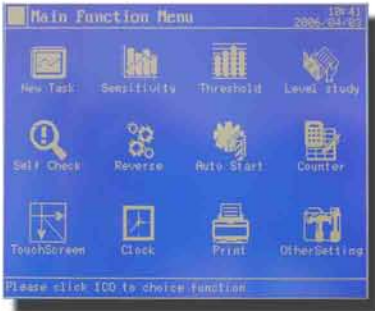 Main Function Menu
10:41
2006/04/03
New Task
Sensitivity
Threshold
Level study
Self Check
Reverse
Auto Start
Counter
TouchScreen
Clock
Print
OtherSetting
Please click ICO to choice function